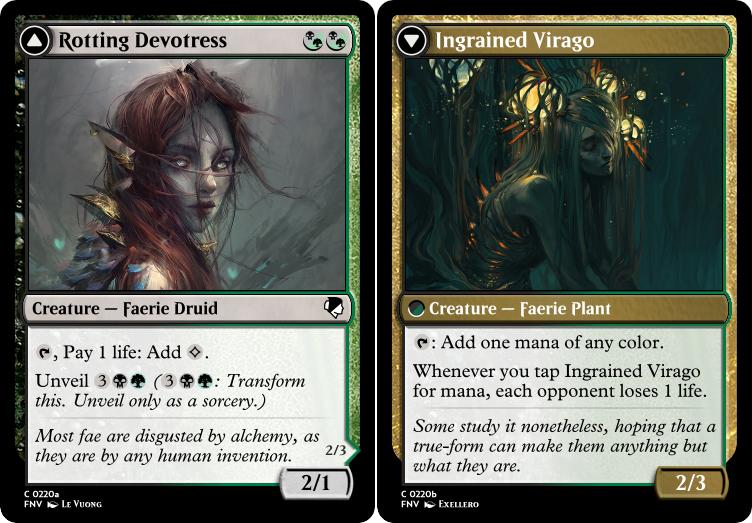 Rotting Devotress
Creature — Faerie Druid
, Pay 1 life: Add .
Unveil 3 (3: Transform
this. Unveil only as a sorcery.)
Most fae are disgusted by alchemy, as
they are by any human invention.
2/3
2/1
C 0220a
FNV Le Vuong
Ingrained Virago
Creature — Faerie Plant
: Add one mana of any color.
Whenever you tap Ingrained Virago
for mana, each opponent loses 1 life.
Some study it nonetheless, hoping that a
true-form can make them anything but
what they are.
2/3
C 0220b
FNV Exellero